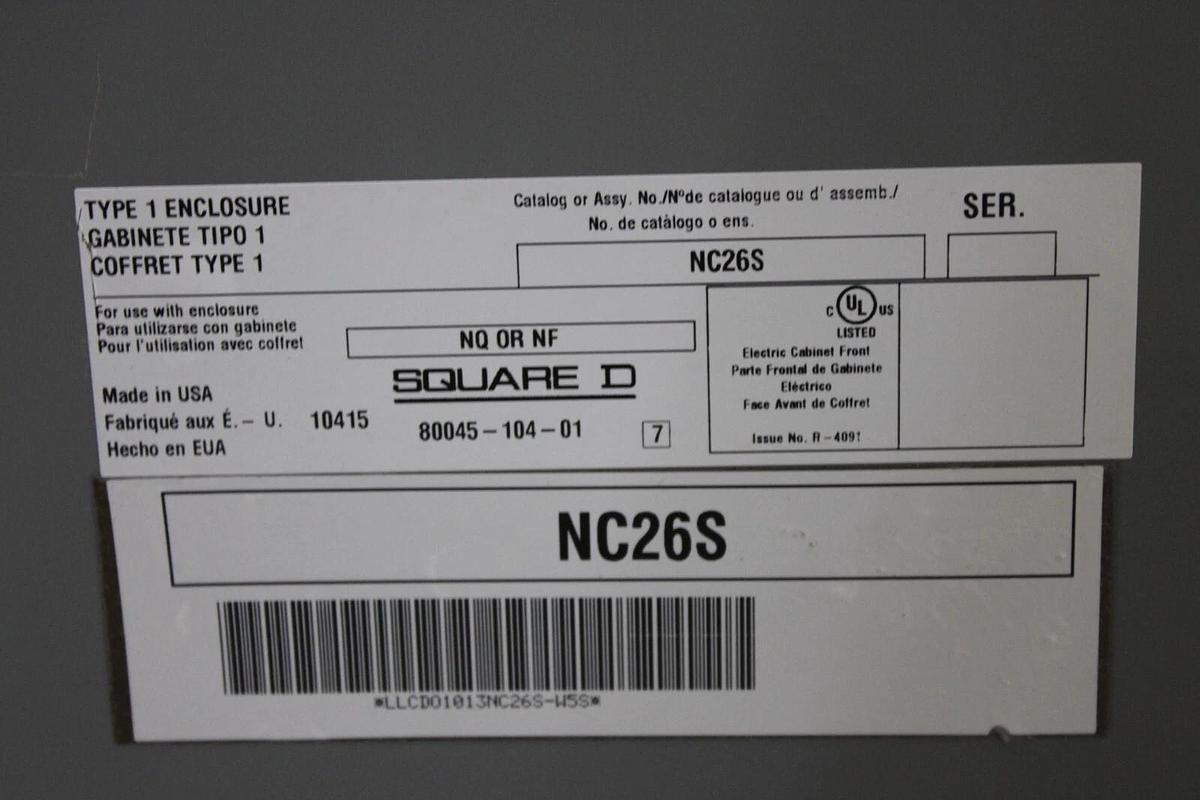 TYPE 1 ENCLOSURE
GABINETE TIPO 1
COFFRET TYPE 1
Catalog or Assy. No./Nºde catalogue ou d' assemb./
No. de catàlogo o ens.
NC26S
SER.
For use with enclosure
Para utilizarse con gabinete
Pour l'utilisation avec coffret
NQ OR NF
SQUARE D
Made in USA
Fabriqué aux É.– U. 10415
Hecho en EUA
80045–104–01
7
C UL US
LISTED
Electric Cabinet Front
Parte Frontal de Gabinete
Eléctrico
Face Avant de Coffret
Issue No. R–4091
NC26S
*LLCDO1013NC26S-W5S*